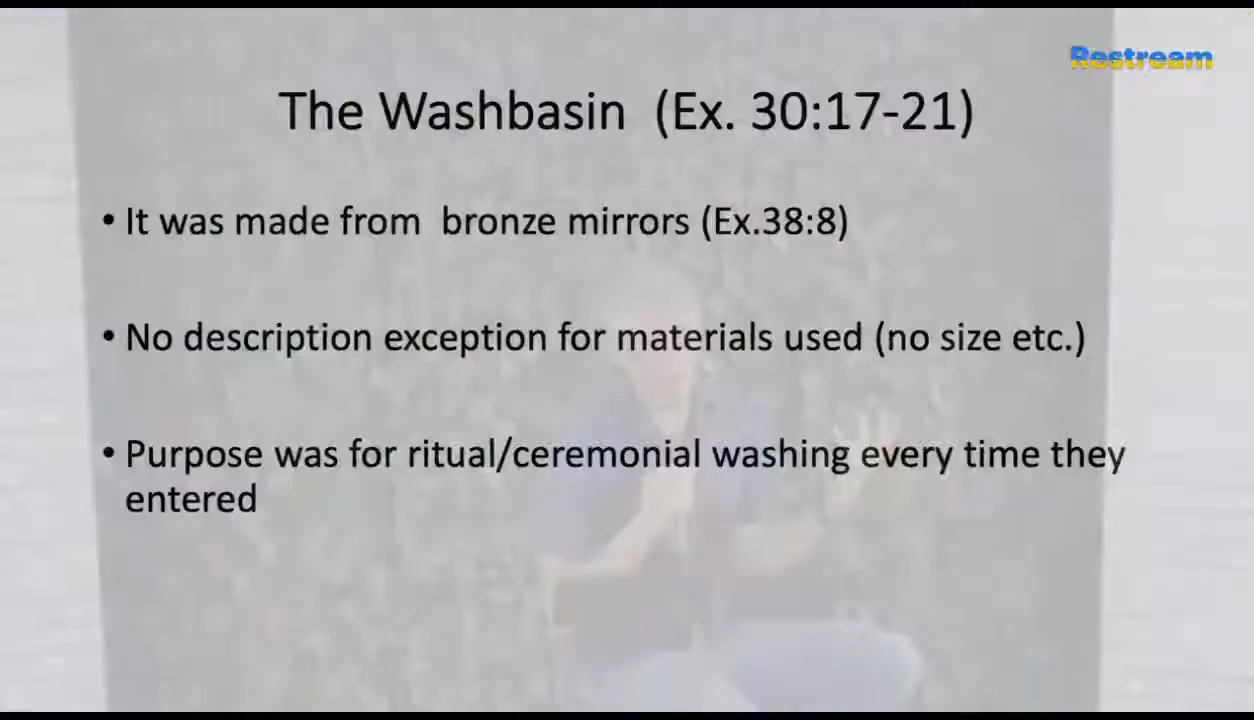 Restream
The Washbasin (Ex. 30:17-21)
• It was made from bronze mirrors (Ex.38:8)
• No description exception for materials used (no size etc.)
• Purpose was for ritual/ceremonial washing every time they
entered